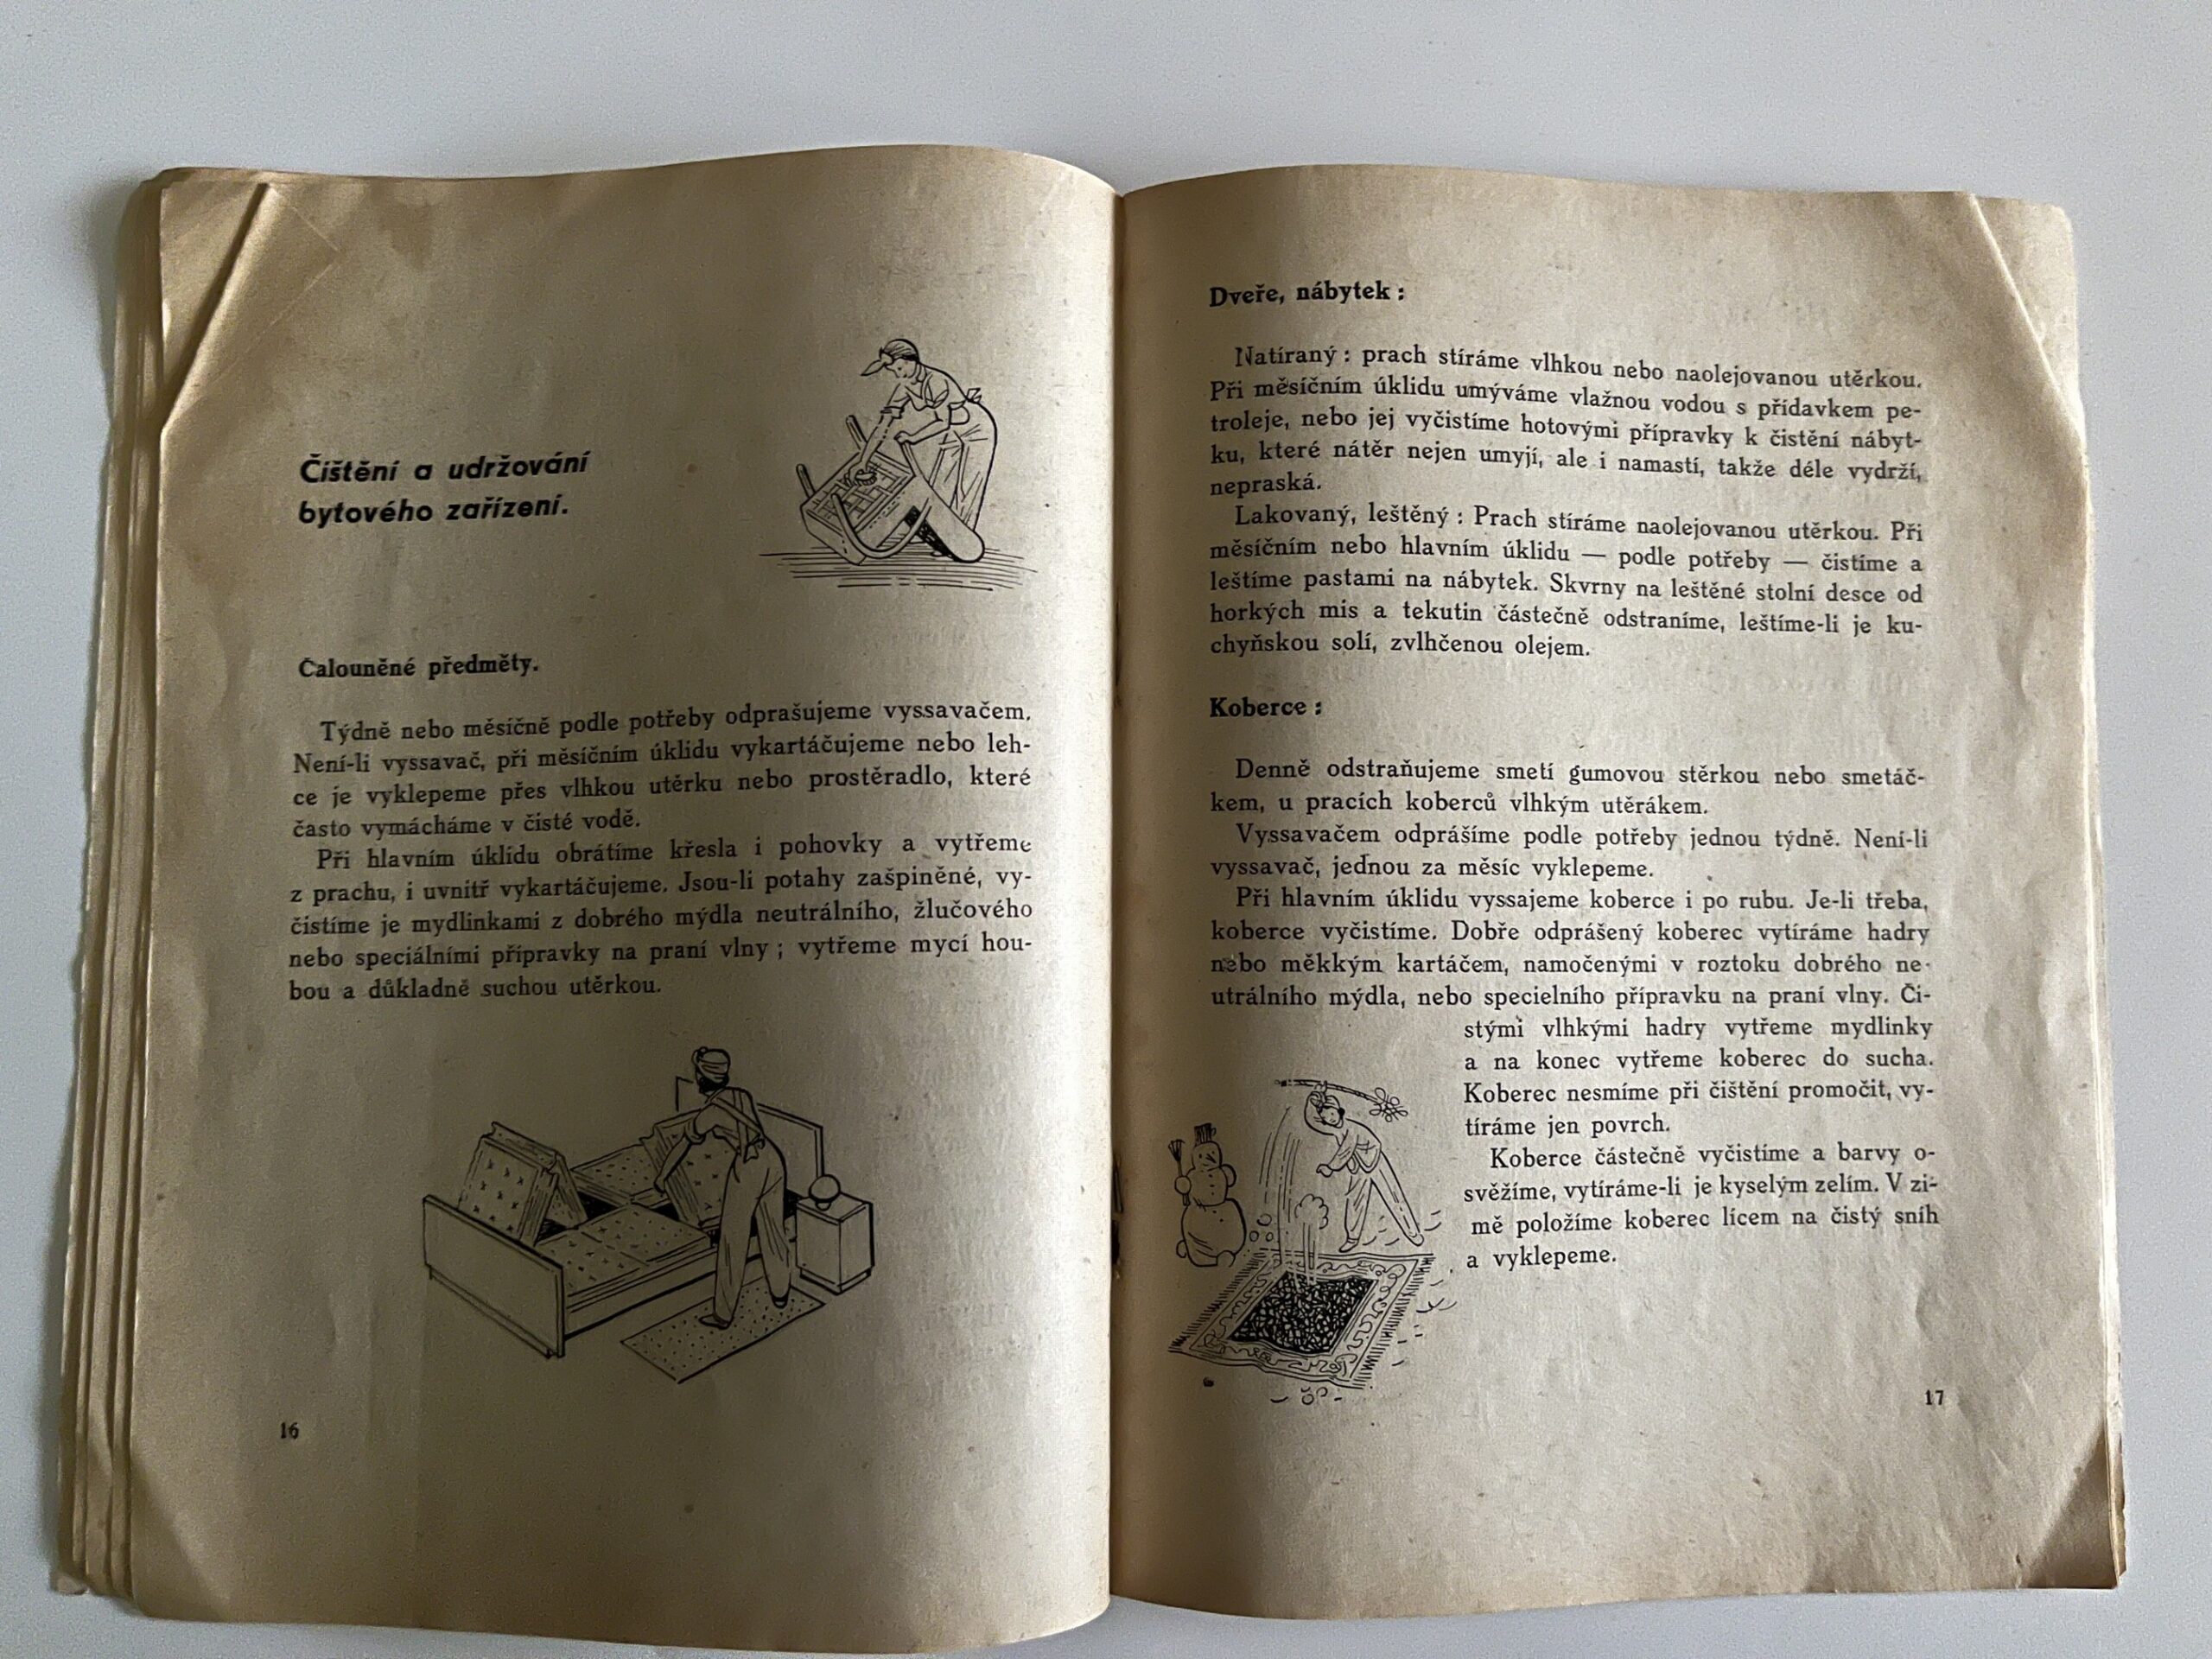 Čištění a udržování
bytového zařízení.
Čalouněné předměty.
Týdně nebo měsíčně podle potřeby odprašujeme vyssavačem.
Není-li vyssavač, při měsíčním úklidu vykartáčujeme nebo leh-
ce je vyklepeme přes vlhkou utěrku nebo prostěradlo, které
často vymácháme v čisté vodě.
Při hlavním úklidu obrátíme křesla i pohovky a vytřeme
z prachu, i uvnitř vykartáčujeme. Jsou-li potahy zašpiněné, vy-
čistíme je mydlinkami z dobrého mýdla neutrálního, žlučového
nebo speciálními přípravky na praní vlny ; vytřeme mycí hou-
bou a důkladně suchou utěrkou.
16
Dveře, nábytek :
Natíraný : prach stíráme vlhkou nebo naolejovanou utěrkou.
Při měsíčním úklidu umýváme vlažnou vodou s přídavkem pe-
troleje, nebo jej vyčistíme hotovými přípravky k čistění nábyt-
ku, které nátěr nejen umyjí, ale i namastí, takže déle vydrží,
nepraská.
Lakovaný, leštěný : Prach stíráme naolejovanou utěrkou. Při
měsíčním nebo hlavním úklidu — podle potřeby — čistíme a
leštíme pastami na nábytek. Skvrny na leštěné stolní desce od
horkých mis a tekutin částečně odstraníme, leštíme-li je ku-
chyňskou solí, zvlhčenou olejem.
Koberce :
Denně odstraňujeme smetí gumovou stěrkou nebo smetáč-
kem, u pracích koberců vlhkým utěrákem.
Vyssavačem odprášíme podle potřeby jednou týdně. Není-li
vyssavač, jednou za měsíc vyklepeme.
Při hlavním úklidu vyssajeme koberce i po rubu. Je-li třeba,
koberce vyčistíme. Dobře odprášený koberec vytíráme hadry
nebo měkkým kartáčem, namočenými v roztoku dobrého ne-
utrálního mýdla, nebo specielního přípravku na praní vlny. Či-
stými vlhkými hadry vytřeme mydlinky
a na konec vytřeme koberec do sucha.
Koberec nesmíme při čištění promočit, vy-
tíráme jen povrch.
Koberce částečně vyčistíme a barvy o-
svěžíme, vytíráme-li je kyselým zelím. V zi-
mě položíme koberec lícem na čistý sníh
a vyklepeme.
17